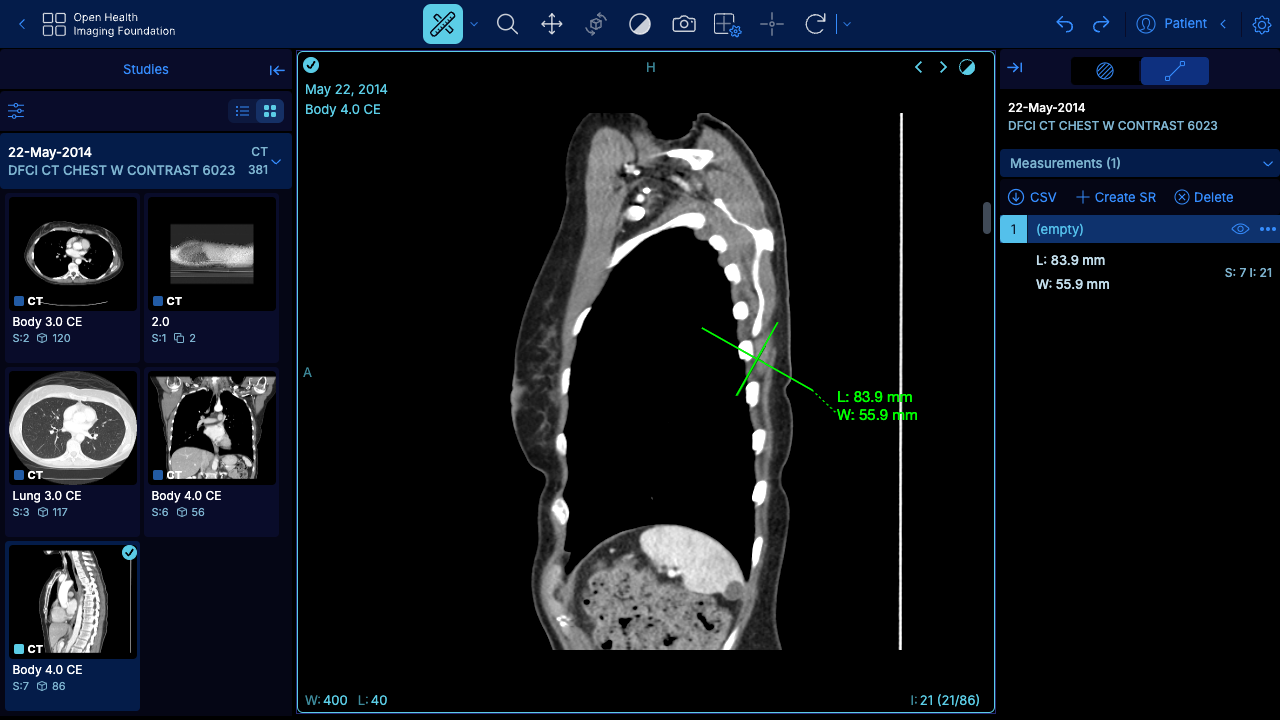 Open Health
Imaging Foundation
Patient
Studies
22-May-2014
DFCI CT CHEST W CONTRAST 6023
CT
381
CT
Body 3.0 CE
S:2 120
CT
2.0
S:1 2
CT
Lung 3.0 CE
S:3 117
CT
Body 4.0 CE
S:6 56
CT
Body 4.0 CE
S:7 86
May 22, 2014
Body 4.0 CE
H
A
L: 83.9 mm
W: 55.9 mm
W: 400 L: 40
I: 21 (21/86)
22-May-2014
DFCI CT CHEST W CONTRAST 6023
Measurements (1)
CSV
Create SR
Delete
1 (empty)
L: 83.9 mm
W: 55.9 mm
S: 7 I: 21